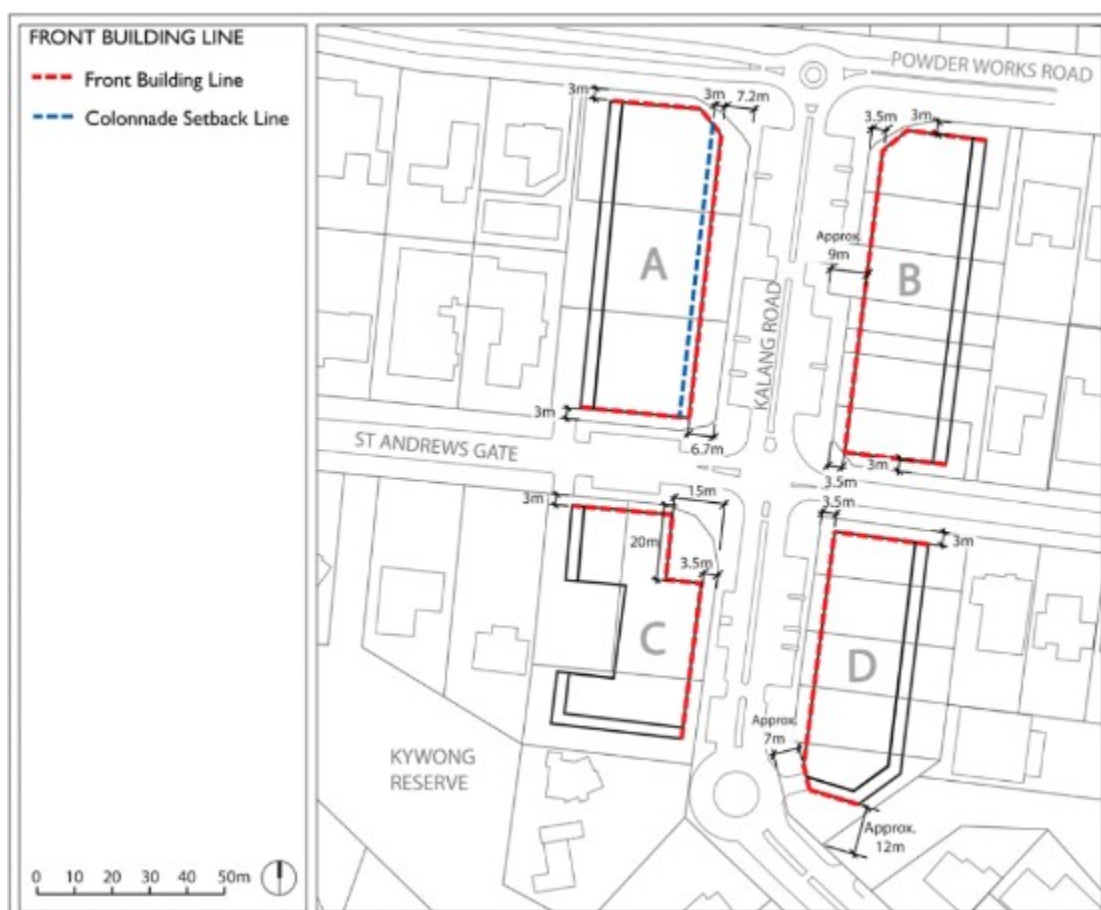 FRONT BUILDING LINE
Front Building Line
Colonnade Setback Line
0 10 20 30 40 50m
POWDER WORKS ROAD
3m
3m
7.2m
3.5m
3m
Approx.
9m
A
B
KALANG ROAD
3m
6.7m
ST ANDREWS GATE
3m
3.5m
3.5m
3m
15m
20m
3.5m
3m
C
D
Approx.
7m
KYWONG
RESERVE
Approx.
12m